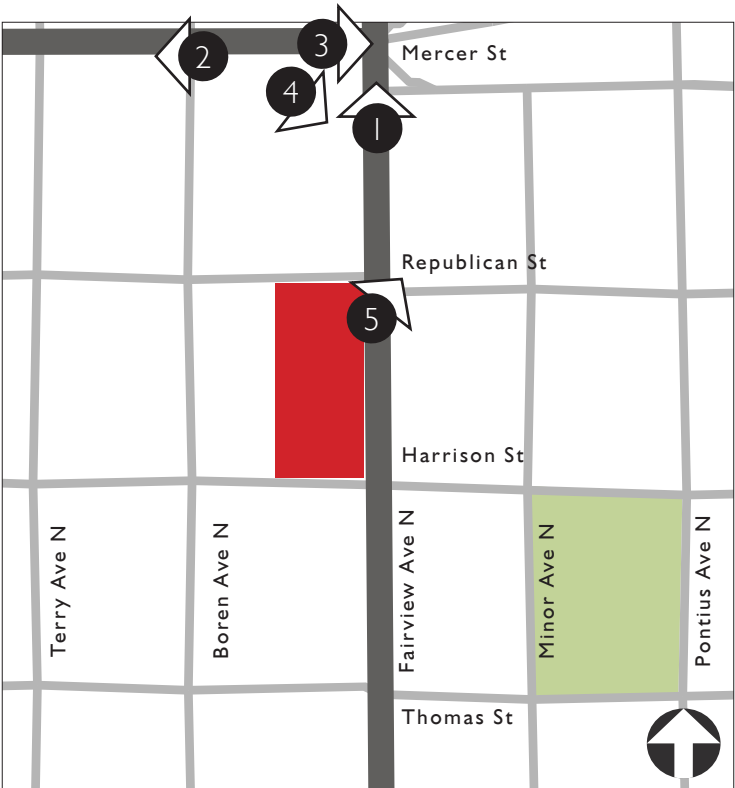 2
3
Mercer St
4
1
Republican St
5
Harrison St
Terry Ave N
Boren Ave N
Fairview Ave N
Minor Ave N
Pontius Ave N
Thomas St